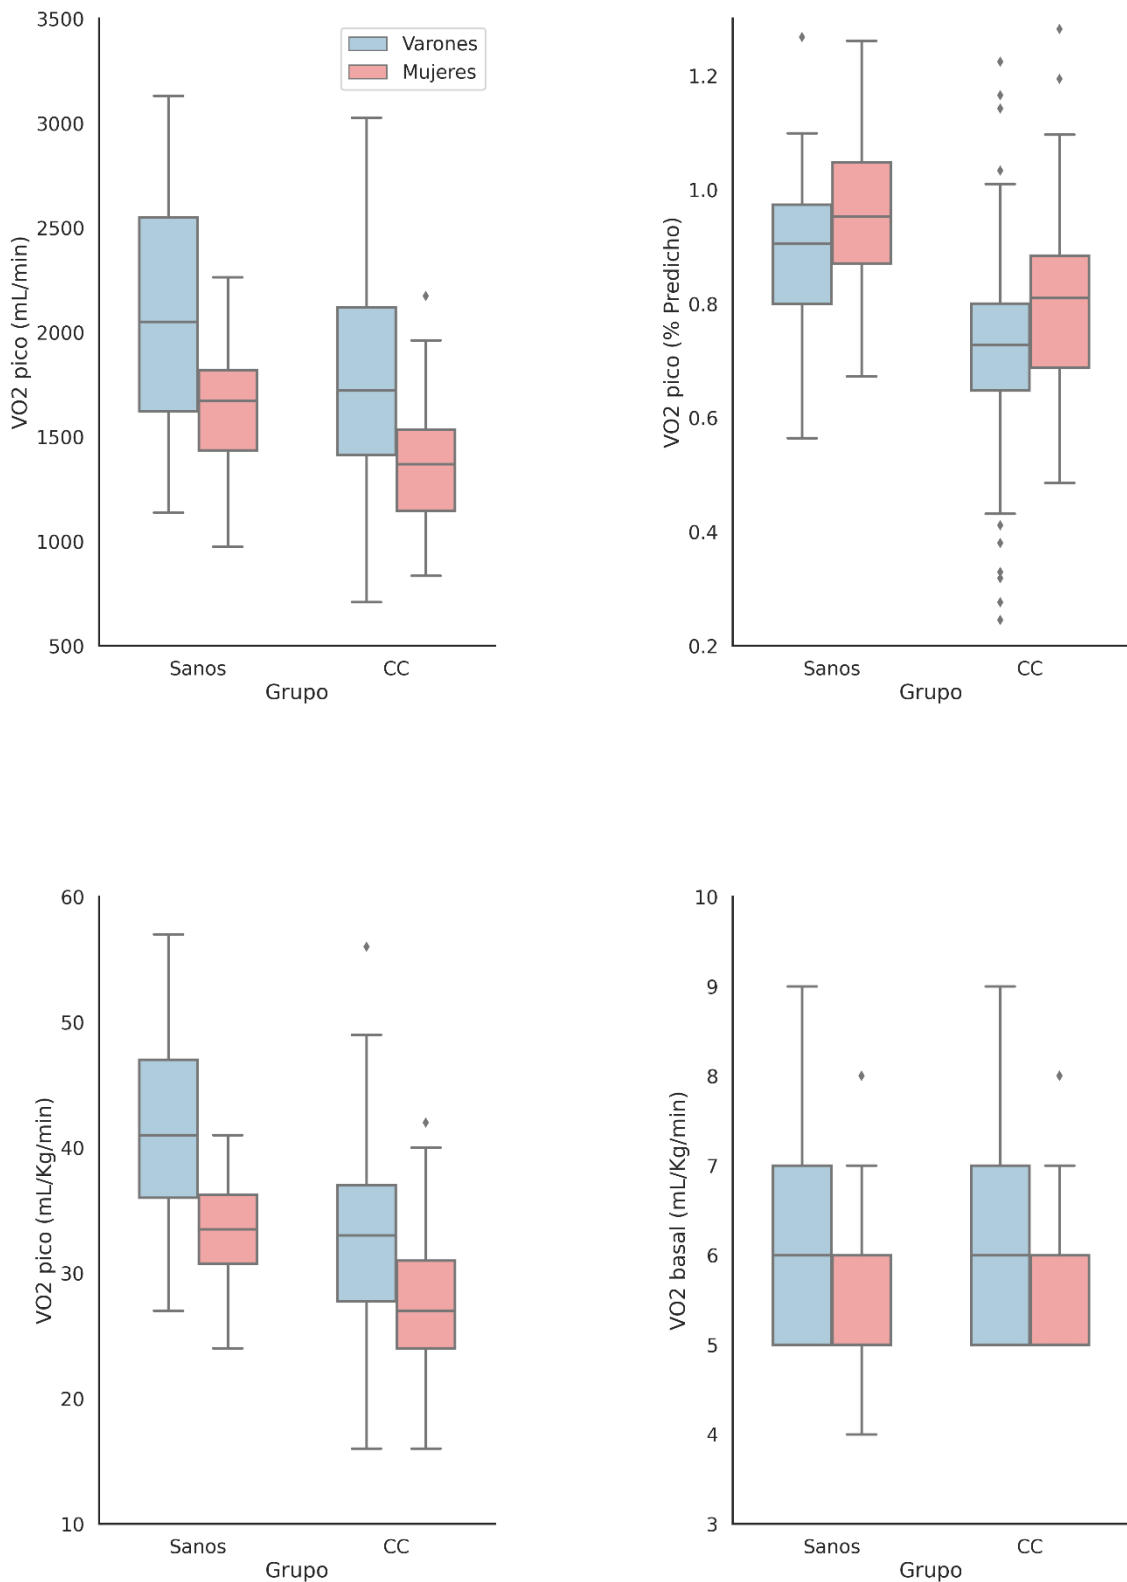 3500
3000
2500
2000
1500
1000
500
VO2 pico (mL/min)
Varones
Mujeres
Sanos
CC
Grupo
1.2
1.0
0.8
0.6
0.4
0.2
VO2 pico (% Predicho)
Sanos
CC
Grupo
60
50
40
30
20
10
VO2 pico (mL/Kg/min)
Sanos
CC
Grupo
10
9
8
7
6
5
4
3
VO2 basal (mL/Kg/min)
Sanos
CC
Grupo